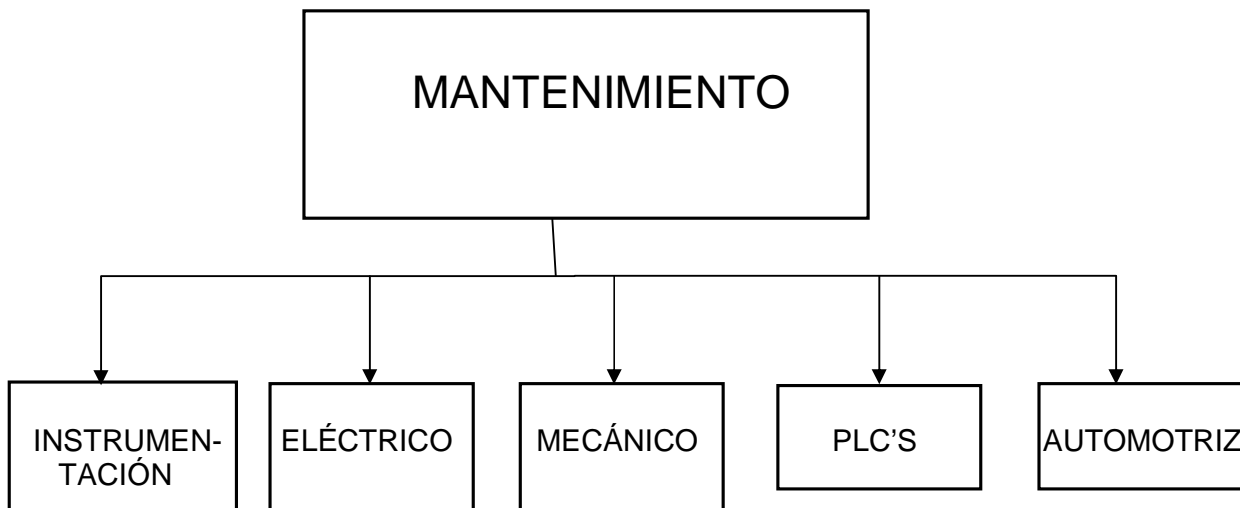 MANTENIMIENTO
INSTRUMEN-
TACIÓN
ELÉCTRICO
MECÁNICO
PLC’S
AUTOMOTRIZ